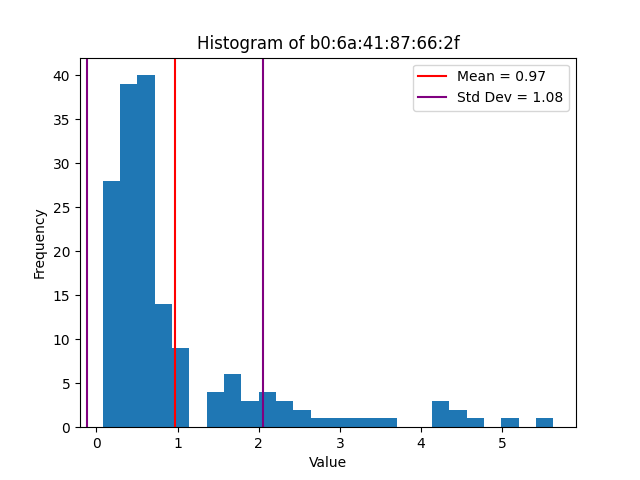 Histogram of b0:6a:41:87:66:2f
Mean = 0.97
Std Dev = 1.08
40
35
30
25
20
15
10
5
0
Frequency
0 1 2 3 4 5
Value